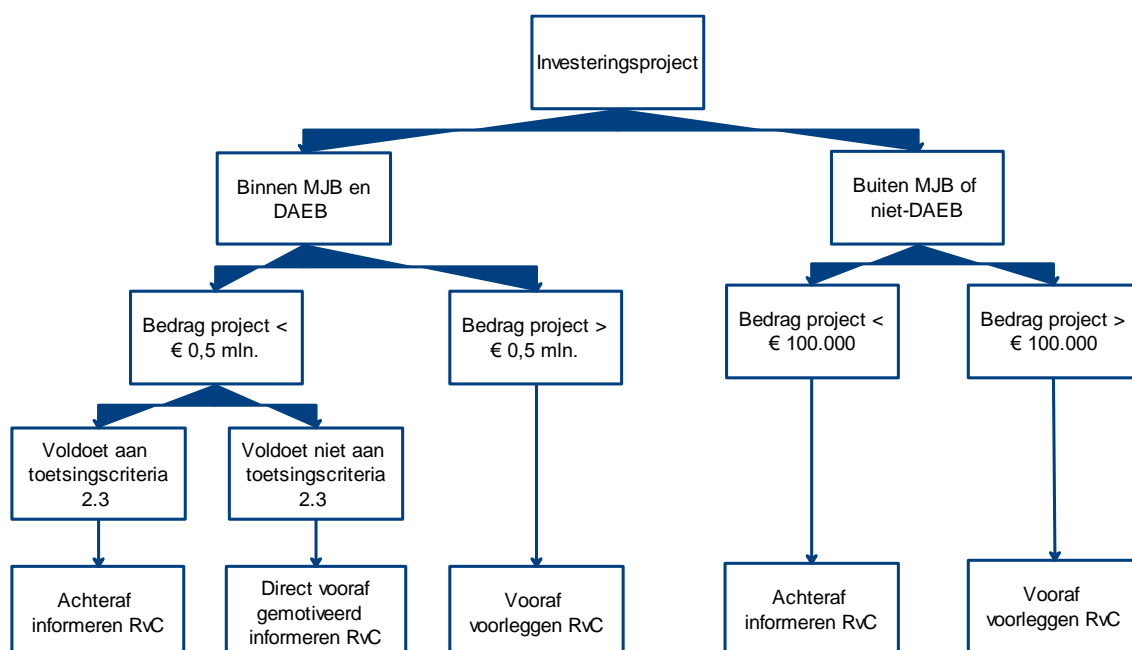 Investeringsproject
Binnen MJB en
DAEB
Buiten MJB of
niet-DAEB
Bedrag project <
€ 0,5 mln.
Bedrag project >
€ 0,5 mln.
Bedrag project <
€ 100.000
Bedrag project >
€ 100.000
Voldoet aan
toetsingscriteria
2.3
Voldoet niet aan
toetsingscriteria
2.3
Achteraf
informeren RvC
Direct vooraf
gemotiveerd
informeren RvC
Vooraf
voorleggen RvC
Achteraf
informeren RvC
Vooraf
voorleggen RvC